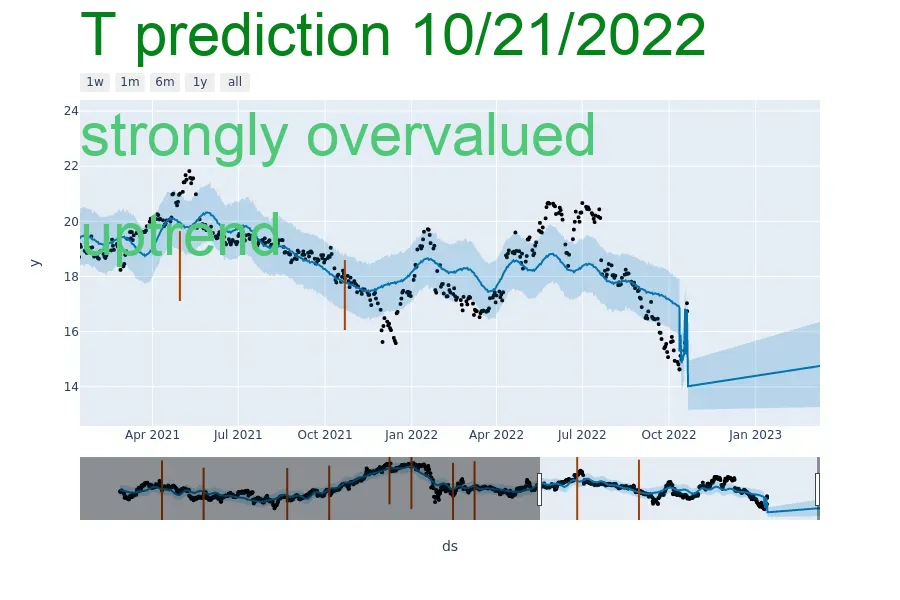 T prediction 10/21/2022
1w 1m 6m 1y all
24
strongly overvalued
22
20
uptrend
y
18
16
14
Apr 2021 Jul 2021 Oct 2021 Jan 2022 Apr 2022 Jul 2022 Oct 2022 Jan 2023
ds